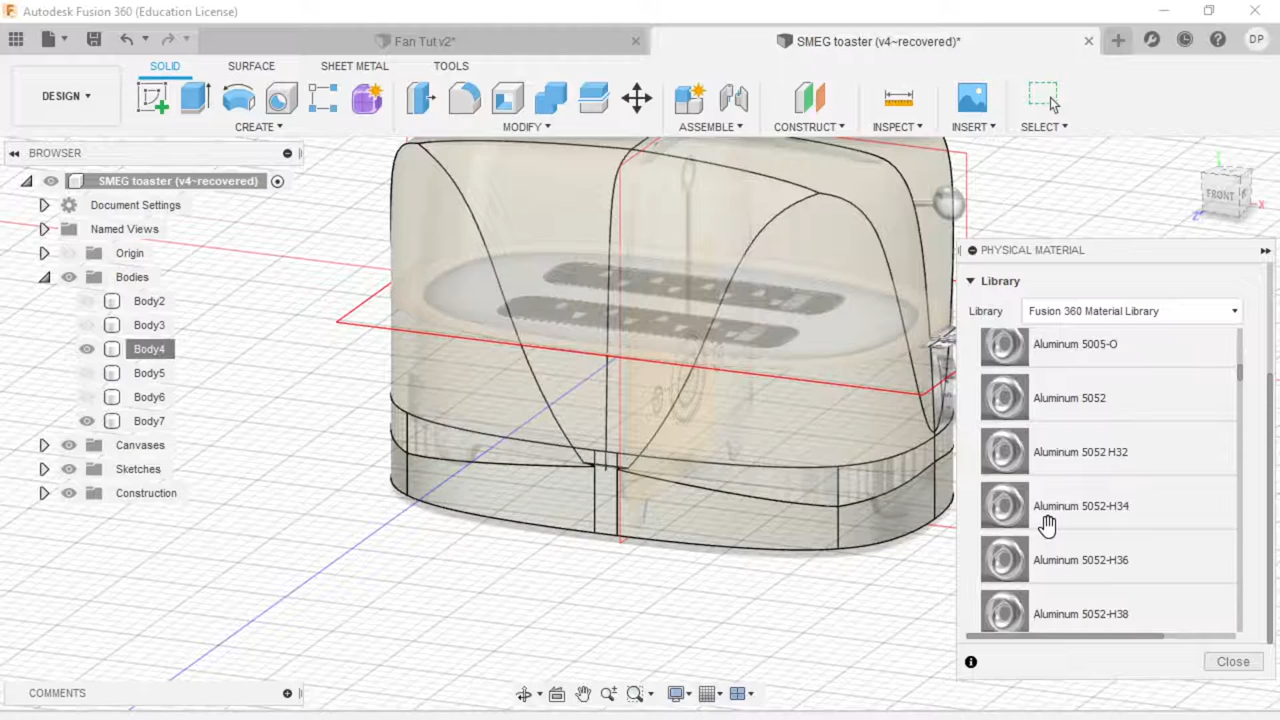 Autodesk Fusion 360 (Education License)
Fan Tut v2*
SMEG toaster (v4~recovered)*
DP
SOLID
SURFACE
SHEET METAL
TOOLS
DESIGN
CREATE
MODIFY
ASSEMBLE
CONSTRUCT
INSPECT
INSERT
SELECT
BROWSER
SMEG toaster (v4~recovered)
Document Settings
Named Views
Origin
Bodies
Body2
Body3
Body4
Body5
Body6
Body7
Canvases
Sketches
Construction
FRONT
Y
X
Z
PHYSICAL MATERIAL
Library
Library Fusion 360 Material Library
Aluminum 5005-O
Aluminum 5052
Aluminum 5052 H32
Aluminum 5052-H34
Aluminum 5052-H36
Aluminum 5052-H38
Close
COMMENTS